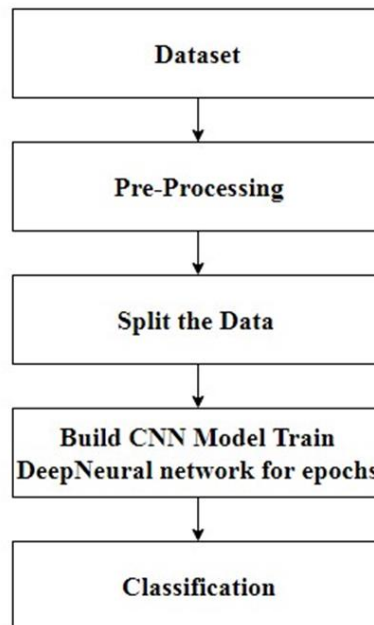 Dataset
Pre-Processing
Split the Data
Build CNN Model Train
DeepNeural network for epochs
Classification